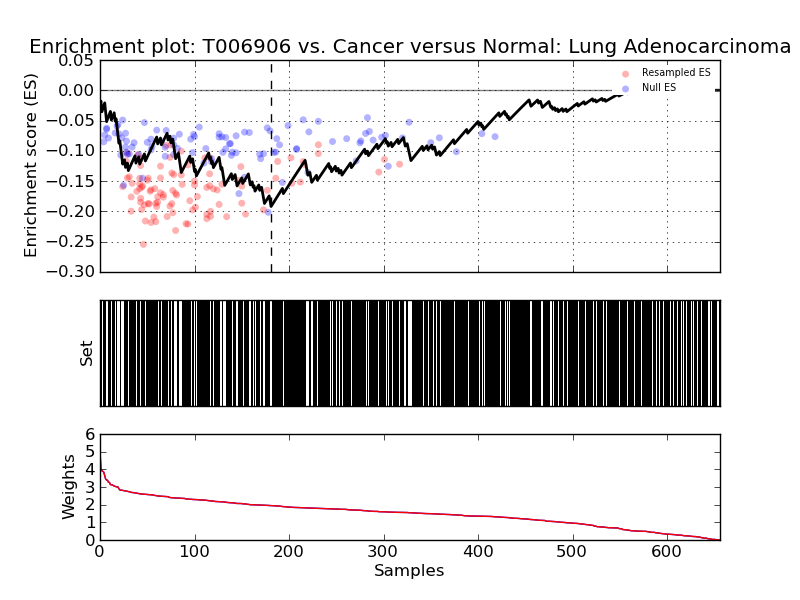 Enrichment plot: T006906 vs. Cancer versus Normal: Lung Adenocarcinoma
0.05
0.00
−0.05
−0.10
−0.15
−0.20
−0.25
−0.30
Enrichment score (ES)
Resampled ES
Null ES
Set
6
5
4
3
2
1
0
Weights
0 100 200 300 400 500 600
Samples